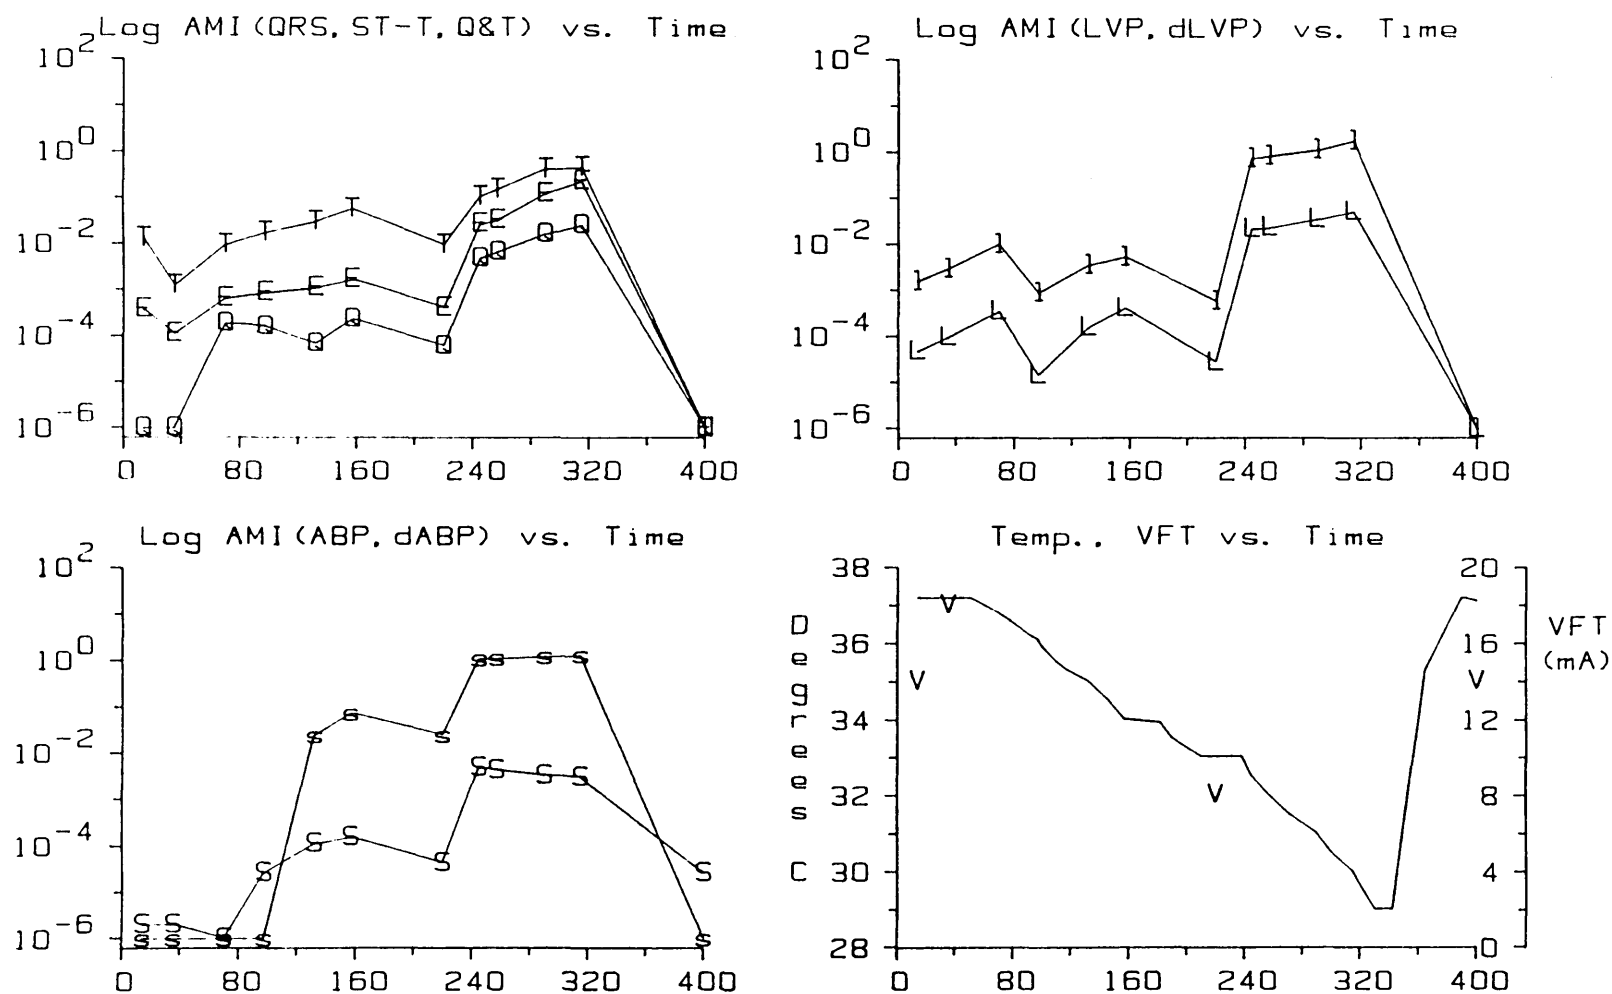 Log AMI(QRS, ST-T, Q&T) vs. Time
10^2
10^0
10^-2
10^-4
10^-6
T T T T T T T T T T T
E E E E E E E E E E E
Q Q Q Q Q Q Q Q Q Q Q Q
0 80 160 240 320 400
Log AMI(LVP, dLVP) vs. Time
10^2
10^0
10^-2
10^-4
10^-6
l l l l l l l l l l l
L L L L L L L L L L L
0 80 160 240 320 400
Log AMI(ABP, dABP) vs. Time
10^2
10^0
10^-2
10^-4
10^-6
s s s s s s s s s s s s
S S S S S S S S S S S S
0 80 160 240 320 400
Temp., VFT vs. Time
38
36
34
32
30
28
Degrees C
V V V V
20
16
12
8
4
0
VFT
(mA)
0 80 160 240 320 400